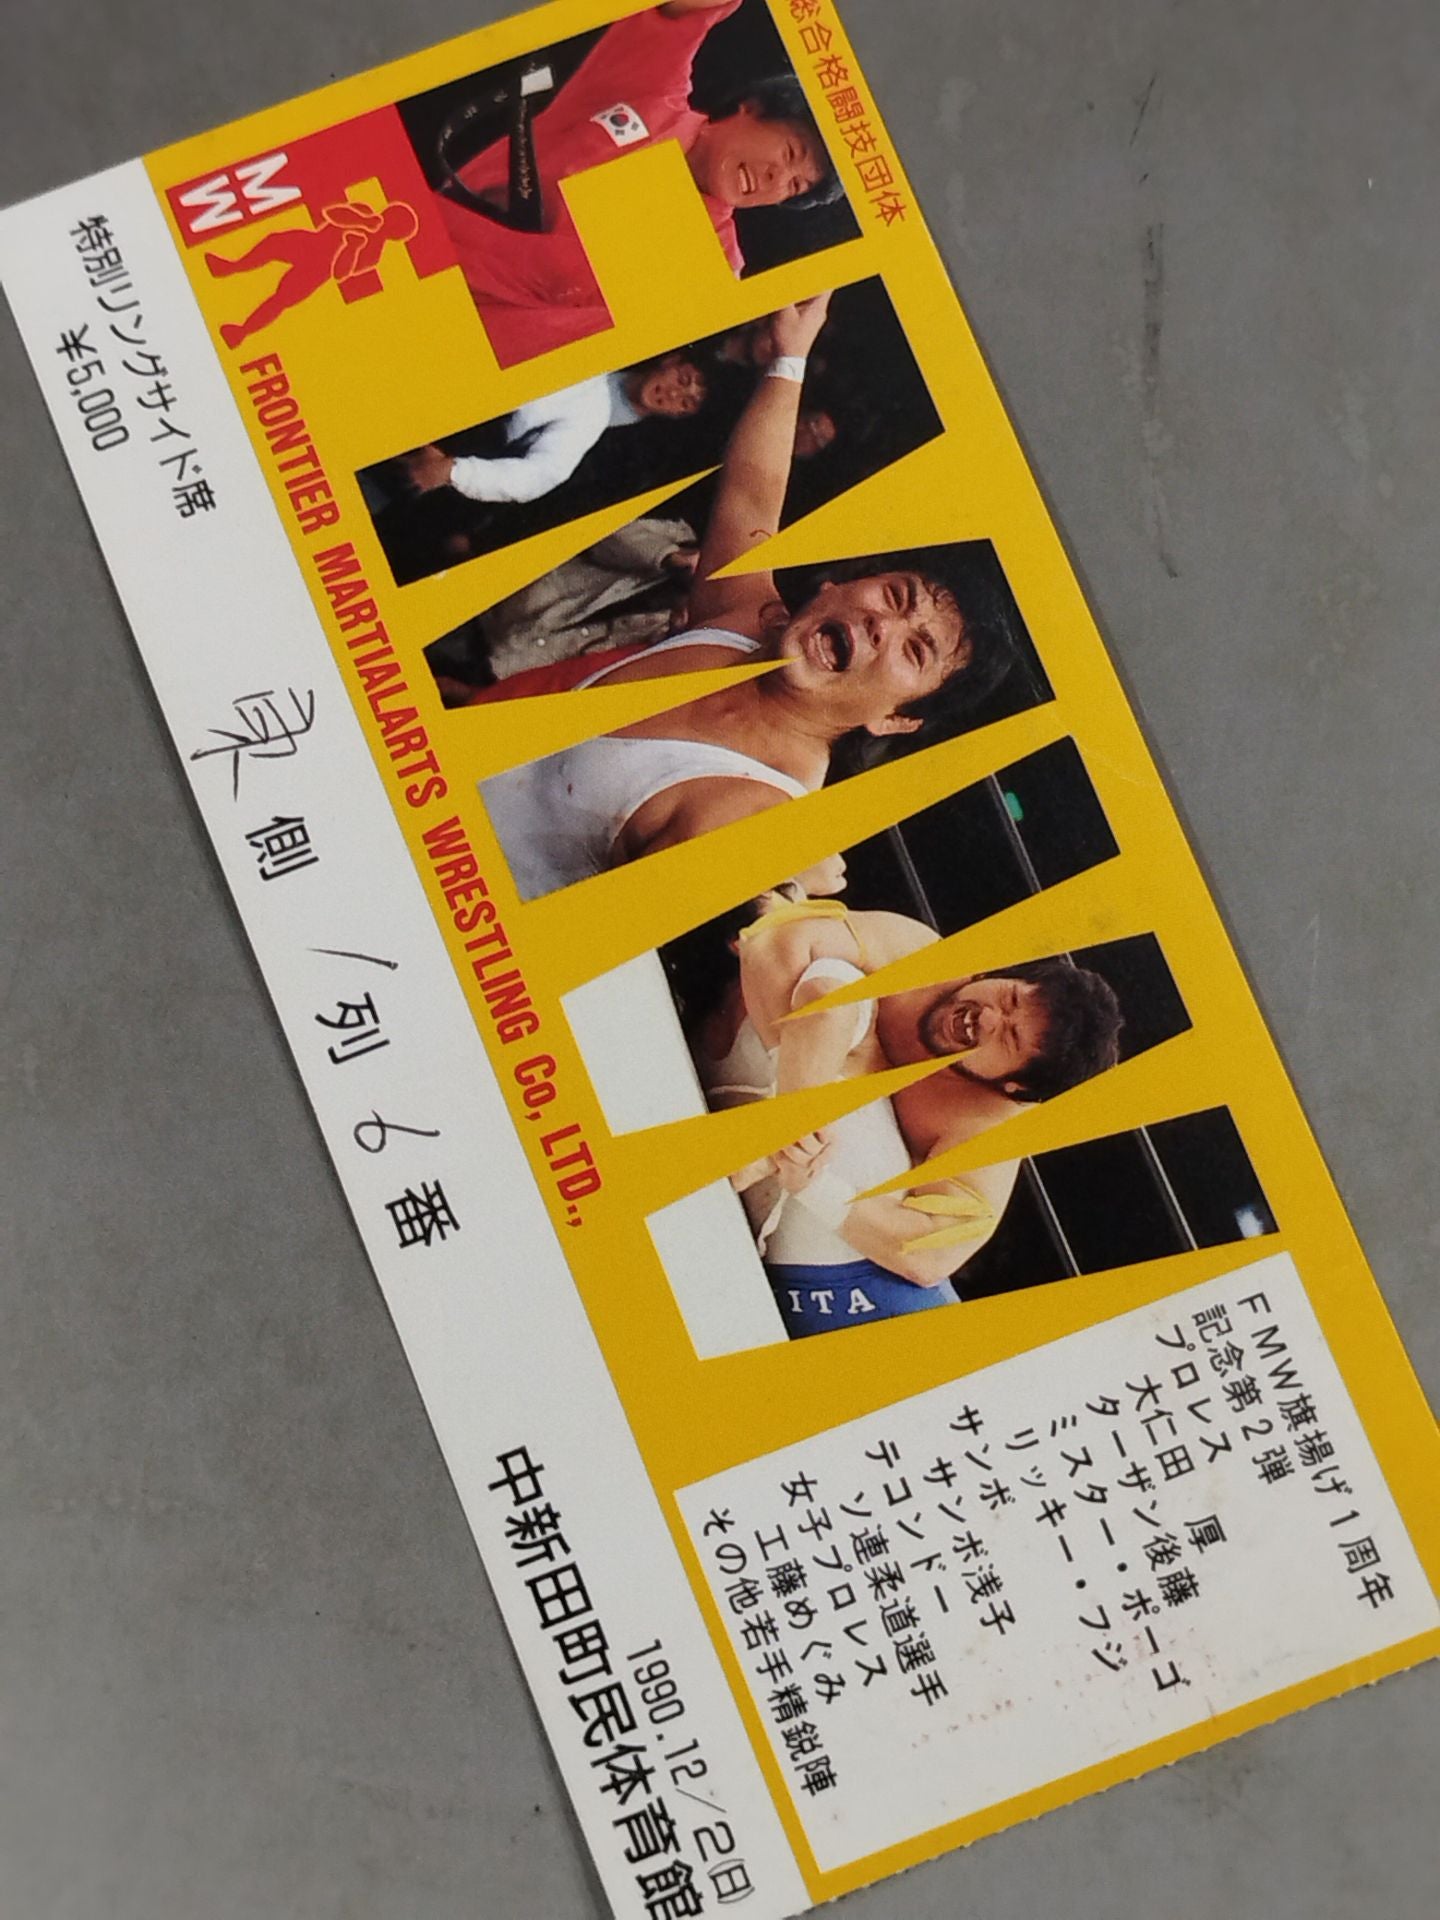 総合格闘技団体
MW
FRONTIER MARTIALARTS WRESTLING Co, LTD.,
ITA
FMW旗揚げ1周年
記念第2弾
プロレス
大仁田 厚
ターザン後藤
ミスター・ポーゴ
リッキー・フジ
サンボ
サンボ浅子
テコンドー
ソ連柔道選手
女子プロレス
工藤めぐみ
その他若手精鋭陣
特別リングサイド席
¥5,000
東側 1列6番
1990.12/2(日)
中新田町民体育館